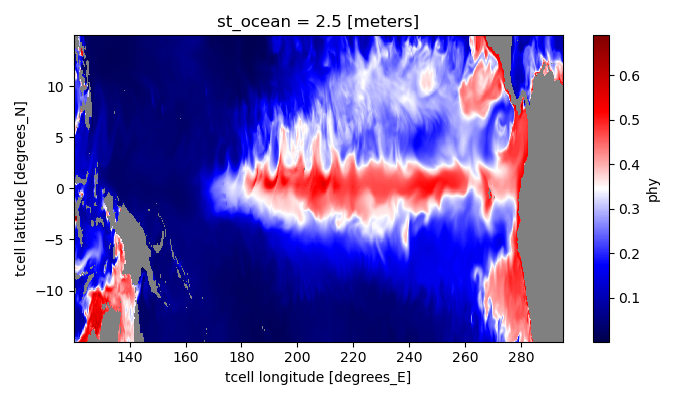 st_ocean = 2.5 [meters]
10
5
0
−5
−10
tcell latitude [degrees_N]
140 160 180 200 220 240 260 280
tcell longitude [degrees_E]
0.6
0.5
0.4
0.3
0.2
0.1
phy